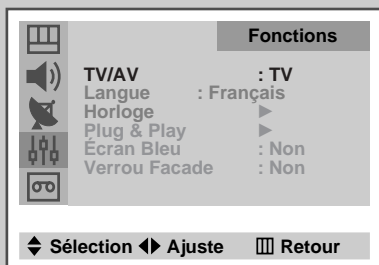 Fonctions
TV/AV : TV
Langue : Français
Horloge ►
Plug & Play ►
Écran Bleu : Non
Verrou Facade : Non
Sélection Ajuste Retour